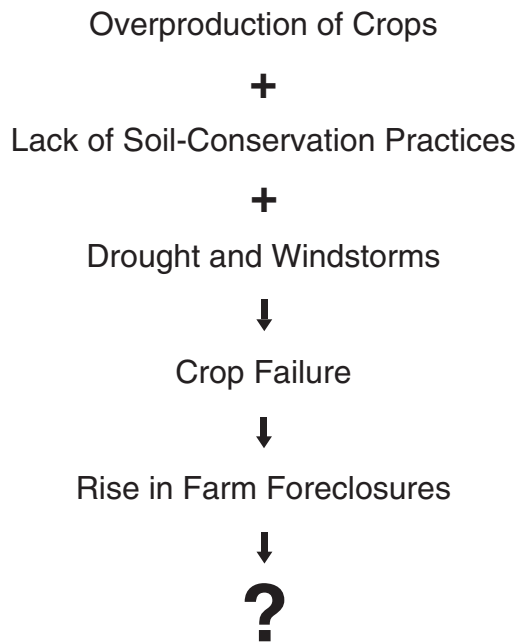 Overproduction of Crops
+
Lack of Soil-Conservation Practices
+
Drought and Windstorms
Crop Failure
Rise in Farm Foreclosures
?